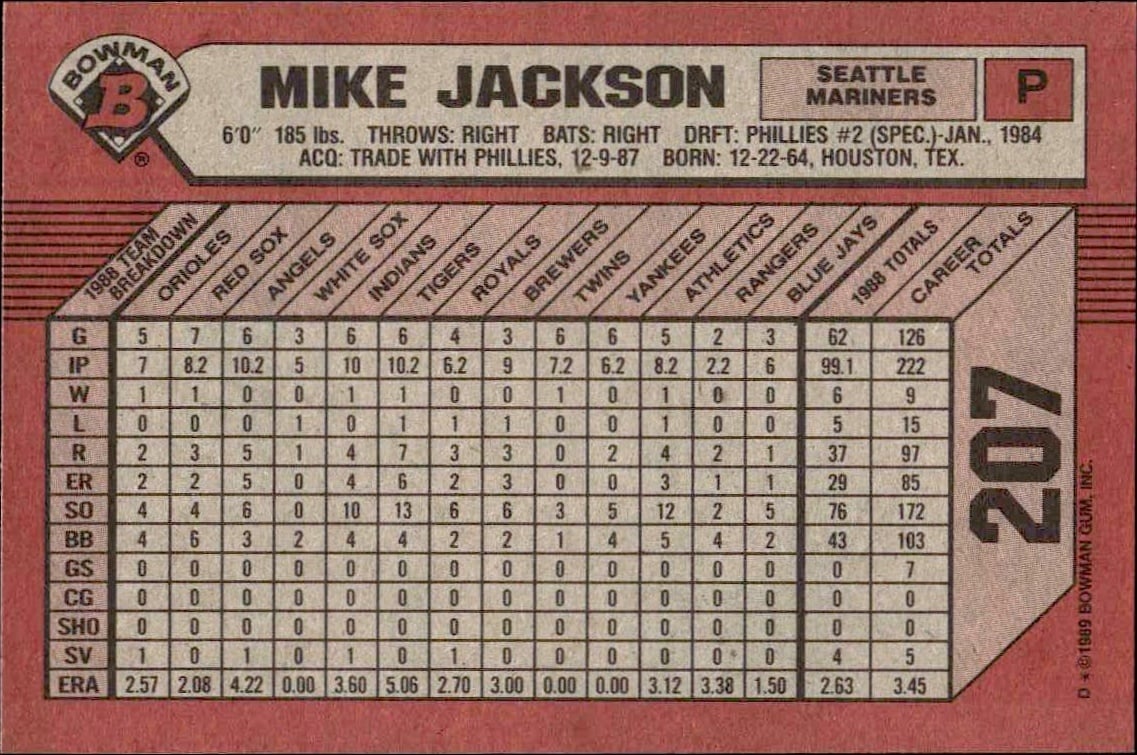 BOWMAN
B
®
MIKE JACKSON
SEATTLE
MARINERS
P
6'0" 185 lbs. THROWS: RIGHT BATS: RIGHT DRFT: PHILLIES #2 (SPEC.)-JAN., 1984
ACQ: TRADE WITH PHILLIES, 12-9-87 BORN: 12-22-64, HOUSTON, TEX.
1988 TEAM BREAKDOWN ORIOLES RED SOX ANGELS WHITE SOX INDIANS TIGERS ROYALS BREWERS TWINS YANKEES ATHLETICS RANGERS BLUE JAYS 1988 TOTALS CAREER TOTALS
G 5 7 6 3 6 6 4 3 6 6 5 2 3 62 126
IP 7 8.2 10.2 5 10 10.2 6.2 9 7.2 6.2 8.2 2.2 6 99.1 222
W 1 1 0 0 1 1 0 0 1 0 1 0 0 6 9
L 0 0 0 1 0 1 1 1 0 0 1 0 0 5 15
R 2 3 5 1 4 7 3 3 0 2 4 2 1 37 97
ER 2 2 5 0 4 6 2 3 0 0 3 1 1 29 85
SO 4 4 6 0 10 13 6 6 3 5 12 2 5 76 172
BB 4 6 3 2 4 4 2 2 1 4 5 4 2 43 103
GS 0 0 0 0 0 0 0 0 0 0 0 0 0 0 7
CG 0 0 0 0 0 0 0 0 0 0 0 0 0 0 0
SHO 0 0 0 0 0 0 0 0 0 0 0 0 0 0 0
SV 1 0 1 0 1 0 1 0 0 0 0 0 0 4 5
ERA 2.57 2.08 4.22 0.00 3.60 5.06 2.70 3.00 0.00 0.00 3.12 3.38 1.50 2.63 3.45
207
D * ©1989 BOWMAN GUM, INC.